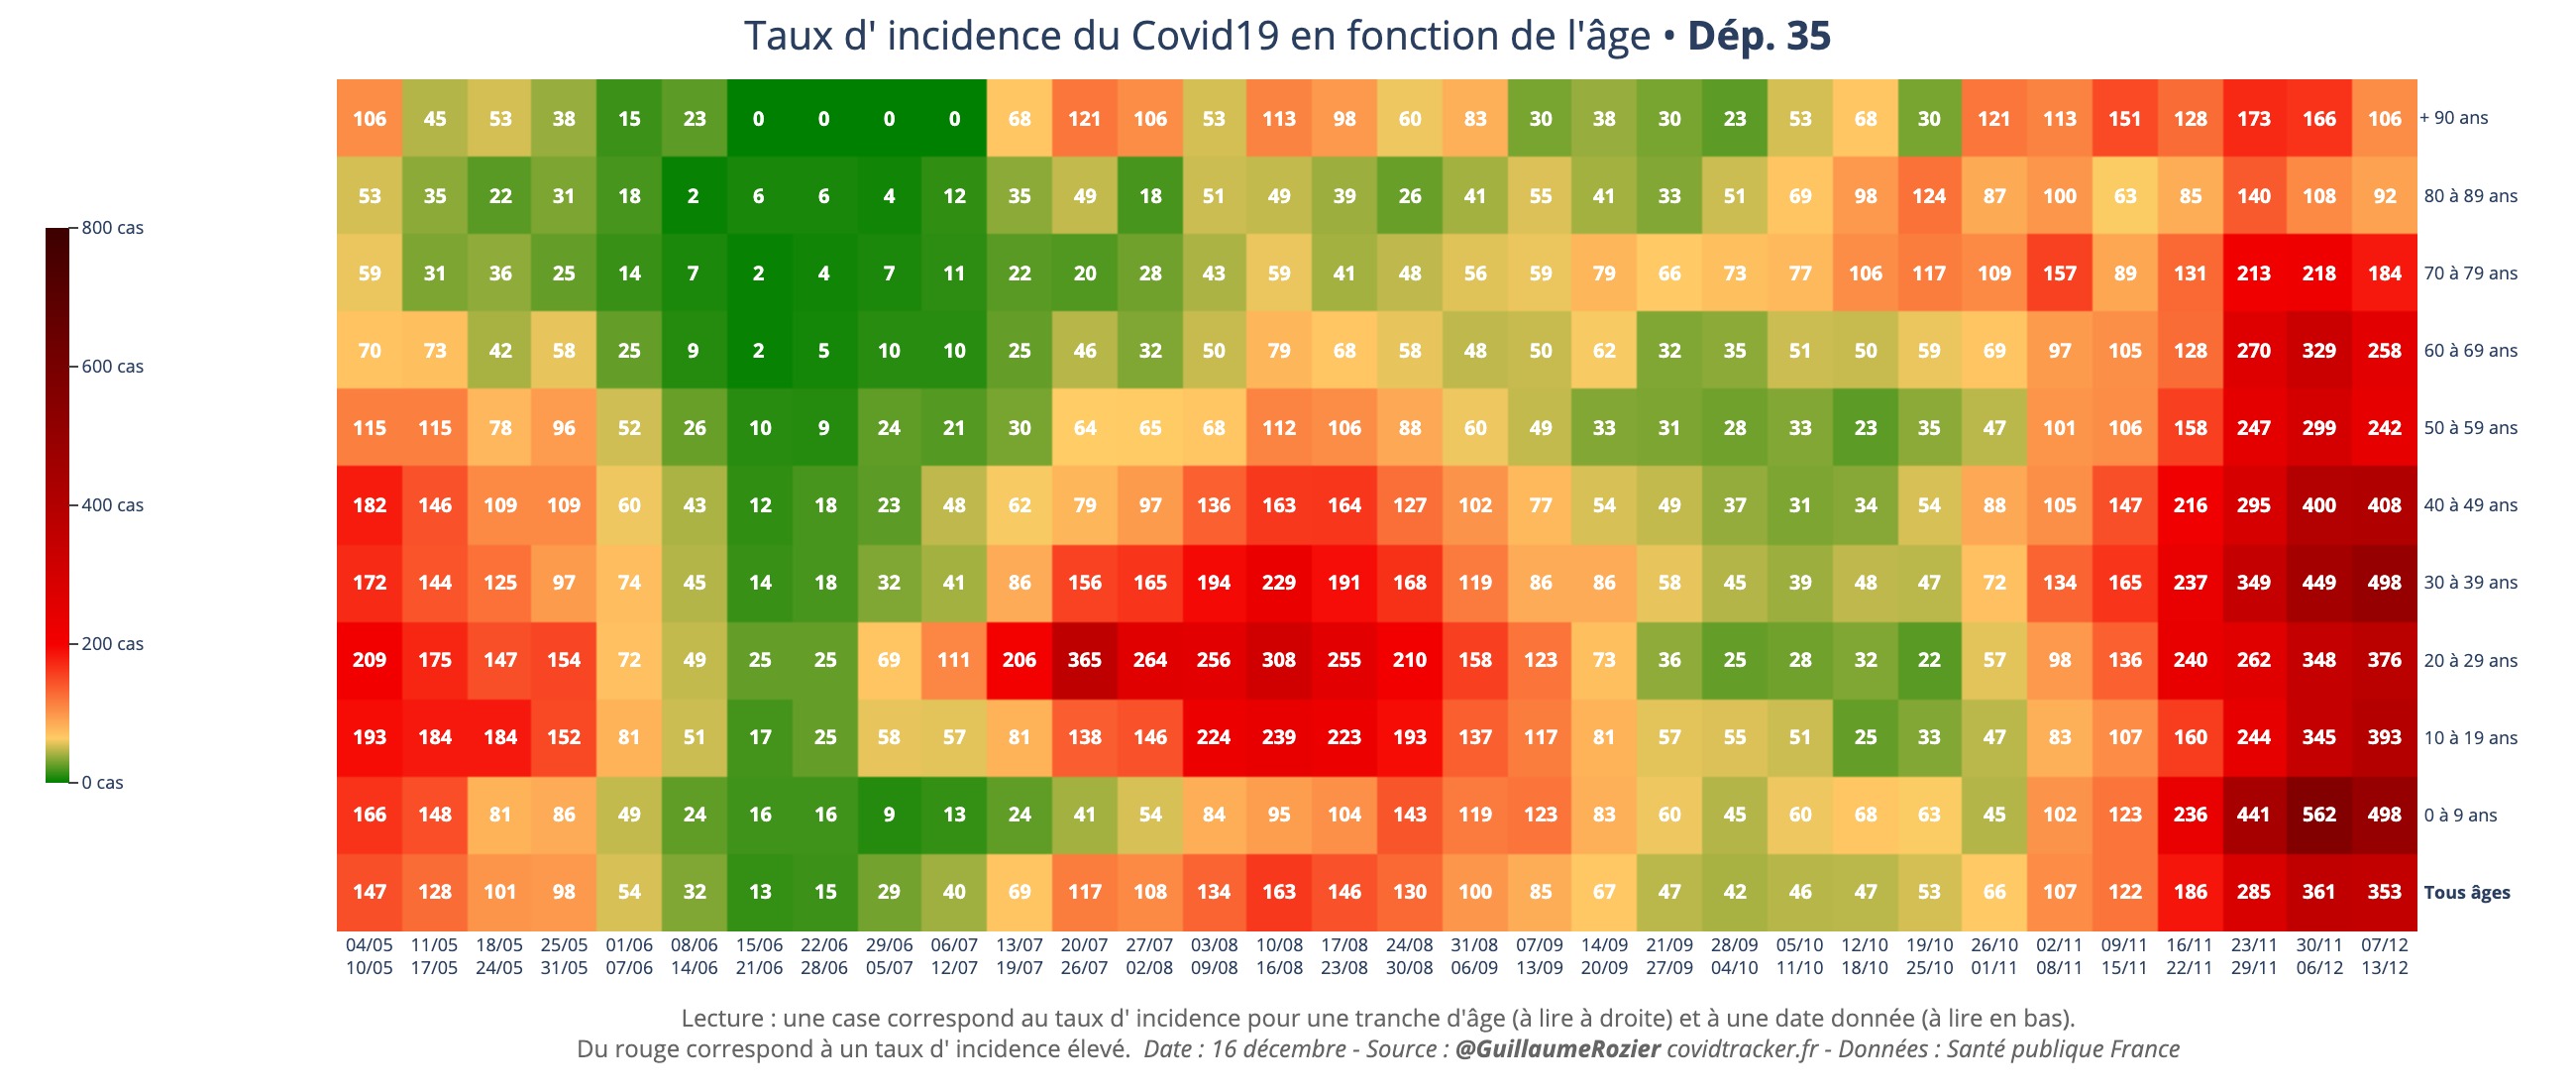 Taux d' incidence du Covid19 en fonction de l'âge • Dép. 35
106 45 53 38 15 23 0 0 0 0 68 121 106 53 113 98 60 83 30 38 30 23 53 68 30 121 113 151 128 173 166 106 + 90 ans
53 35 22 31 18 2 6 6 4 12 35 49 18 51 49 39 26 41 55 41 33 51 69 98 124 87 100 63 85 140 108 92 80 à 89 ans
800 cas
59 31 36 25 14 7 2 4 7 11 22 20 28 43 59 41 48 56 59 79 66 73 77 106 117 109 157 89 131 213 218 184 70 à 79 ans
70 73 42 58 25 9 2 5 10 10 25 46 32 50 79 68 58 48 50 62 32 35 51 50 59 69 97 105 128 270 329 258 60 à 69 ans
600 cas
115 115 78 96 52 26 10 9 24 21 30 64 65 68 112 106 88 60 49 33 31 28 33 23 35 47 101 106 158 247 299 242 50 à 59 ans
400 cas
182 146 109 109 60 43 12 18 23 48 62 79 97 136 163 164 127 102 77 54 49 37 31 34 54 88 105 147 216 295 400 408 40 à 49 ans
172 144 125 97 74 45 14 18 32 41 86 156 165 194 229 191 168 119 86 86 58 45 39 48 47 72 134 165 237 349 449 498 30 à 39 ans
200 cas
209 175 147 154 72 49 25 25 69 111 206 365 264 256 308 255 210 158 123 73 36 25 28 32 22 57 98 136 240 262 348 376 20 à 29 ans
193 184 184 152 81 51 17 25 58 57 81 138 146 224 239 223 193 137 117 81 57 55 51 25 33 47 83 107 160 244 345 393 10 à 19 ans
0 cas
166 148 81 86 49 24 16 16 9 13 24 41 54 84 95 104 143 119 123 83 60 45 60 68 63 45 102 123 236 441 562 498 0 à 9 ans
147 128 101 98 54 32 13 15 29 40 69 117 108 134 163 146 130 100 85 67 47 42 46 47 53 66 107 122 186 285 361 353 Tous âges
04/05 11/05 18/05 25/05 01/06 08/06 15/06 22/06 29/06 06/07 13/07 20/07 27/07 03/08 10/08 17/08 24/08 31/08 07/09 14/09 21/09 28/09 05/10 12/10 19/10 26/10 02/11 09/11 16/11 23/11 30/11 07/12
10/05 17/05 24/05 31/05 07/06 14/06 21/06 28/06 05/07 12/07 19/07 26/07 02/08 09/08 16/08 23/08 30/08 06/09 13/09 20/09 27/09 04/10 11/10 18/10 25/10 01/11 08/11 15/11 22/11 29/11 06/12 13/12
Lecture : une case correspond au taux d' incidence pour une tranche d'âge (à lire à droite) et à une date donnée (à lire en bas).
Du rouge correspond à un taux d' incidence élevé. Date : 16 décembre - Source : @GuillaumeRozier covidtracker.fr - Données : Santé publique France